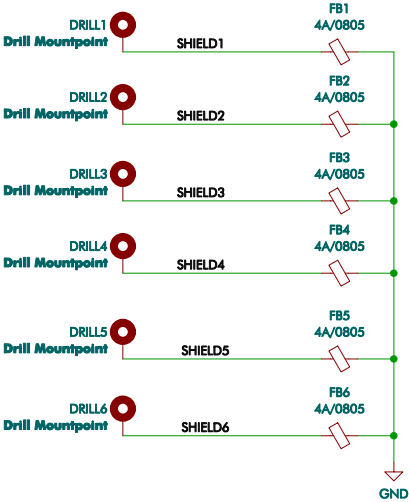 FB1
DRILL1 4A/0805
Drill Mountpoint SHIELD1
FB2
DRILL2 4A/0805
Drill Mountpoint SHIELD2
FB3
DRILL3 4A/0805
Drill Mountpoint SHIELD3
FB4
DRILL4 4A/0805
Drill Mountpoint SHIELD4
FB5
DRILL5 4A/0805
Drill Mountpoint SHIELD5
FB6
DRILL6 4A/0805
Drill Mountpoint SHIELD6
GND